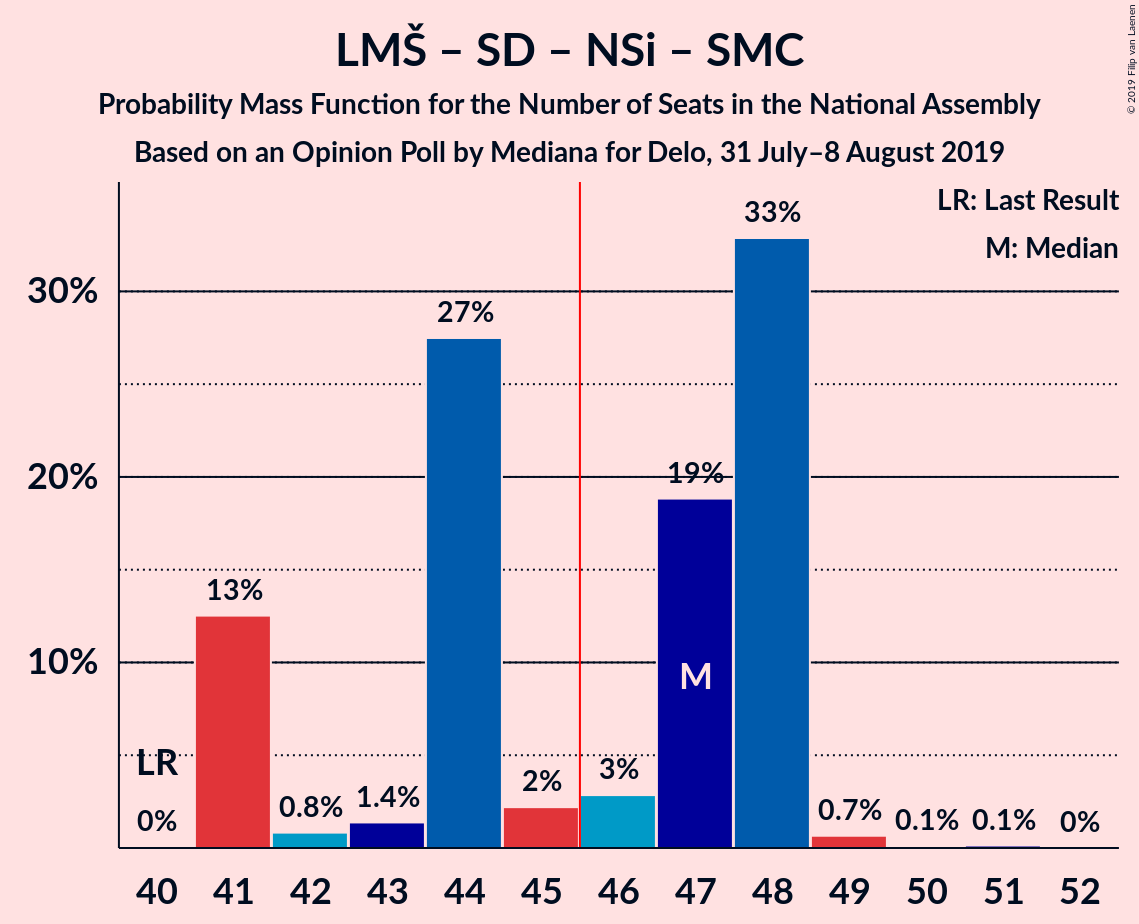 LMŠ – SD – NSi – SMC
Probability Mass Function for the Number of Seats in the National Assembly
Based on an Opinion Poll by Mediana for Delo, 31 July–8 August 2019
© 2019 Filip van Laenen
LR: Last Result
M: Median
33%
30%
27%
20%
19%
13%
10%
M
LR
0%
0.8%
1.4%
2%
3%
0.7%
0.1%
0.1%
0%
40 41 42 43 44 45 46 47 48 49 50 51 52